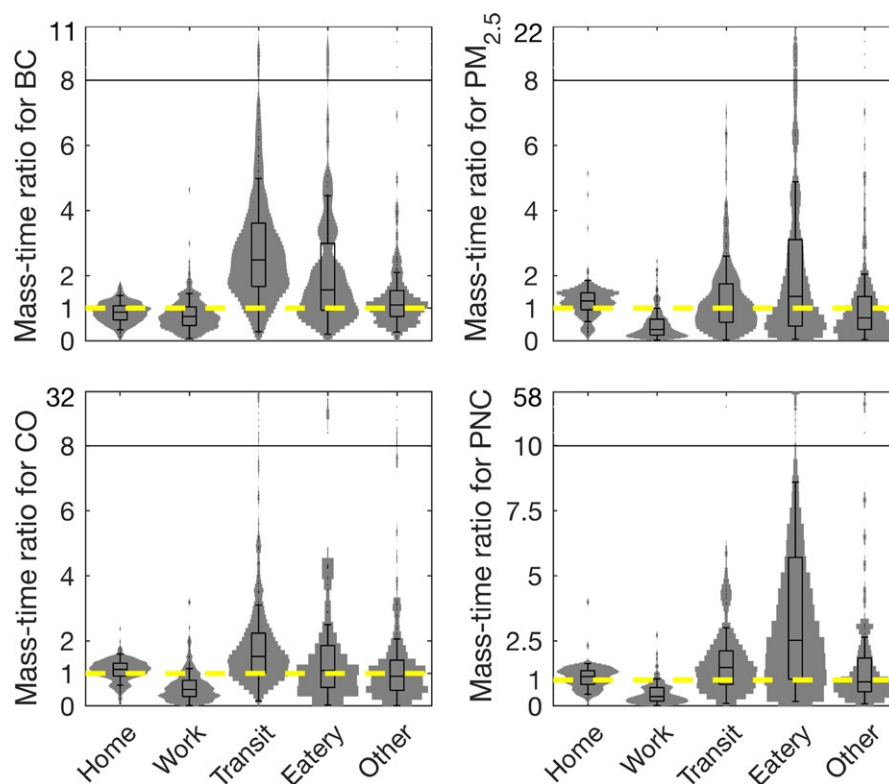 Mass-time ratio for BC
11
8
6
4
2
1
0
Mass-time ratio for PM2.5
22
8
6
4
2
1
0
Mass-time ratio for CO
32
8
6
4
2
1
0
Home
Work
Transit
Eatery
Other
Mass-time ratio for PNC
58
10
7.5
5
2.5
1
0
Home
Work
Transit
Eatery
Other